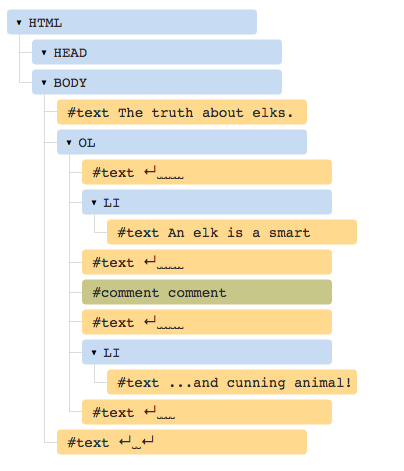 ▾ HTML
▾ HEAD
▾ BODY
#text The truth about elks.
▾ OL
#text ↵␣␣␣␣␣␣
▾ LI
#text An elk is a smart
#text ↵␣␣␣␣␣␣
#comment comment
#text ↵␣␣␣␣␣␣
▾ LI
#text ...and cunning animal!
#text ↵␣␣␣␣
#text ↵␣␣↵